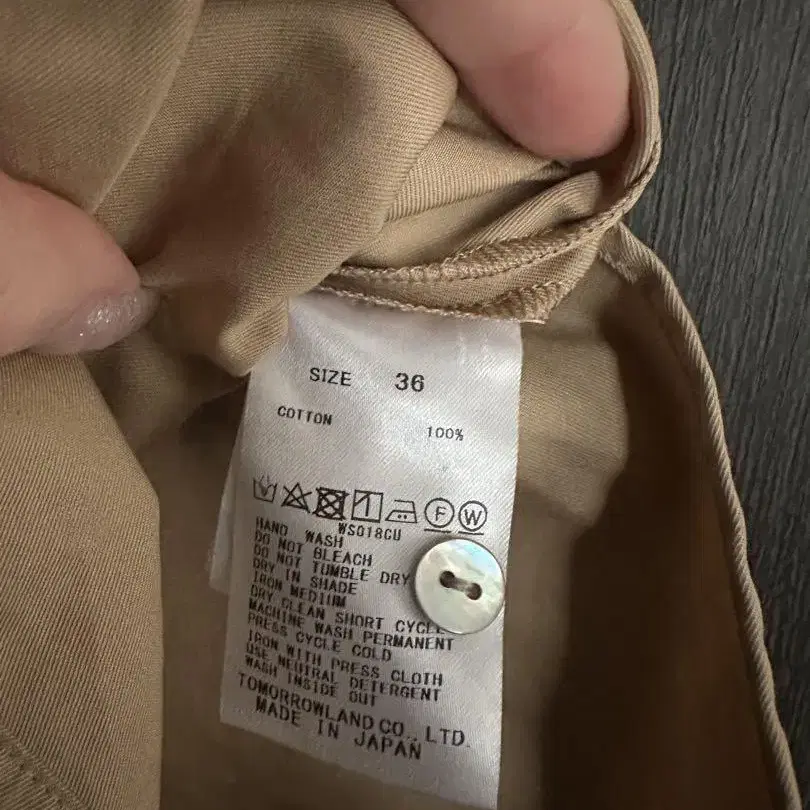 SIZE 36
COTTON 100%
F W
WS018CU
HAND WASH
DO NOT BLEACH
DO NOT TUMBLE DRY
DRY IN SHADE
IRON MEDIUM
DRY CLEAN SHORT CYCLE
MACHINE WASH PERMANENT
PRESS CYCLE COLD
IRON WITH PRESS CLOTH
USE NEUTRAL DETERGENT
WASH INSIDE OUT
TOMORROWLAND CO., LTD.
MADE IN JAPAN